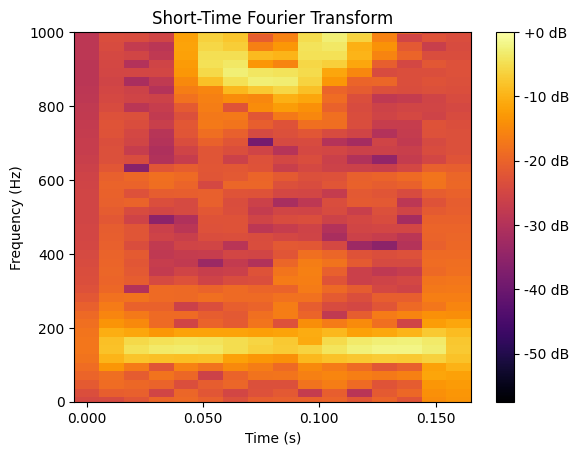 Short-Time Fourier Transform
Frequency (Hz)
1000
800
600
400
200
0
0.000
0.050
0.100
0.150
Time (s)
+0 dB
-10 dB
-20 dB
-30 dB
-40 dB
-50 dB